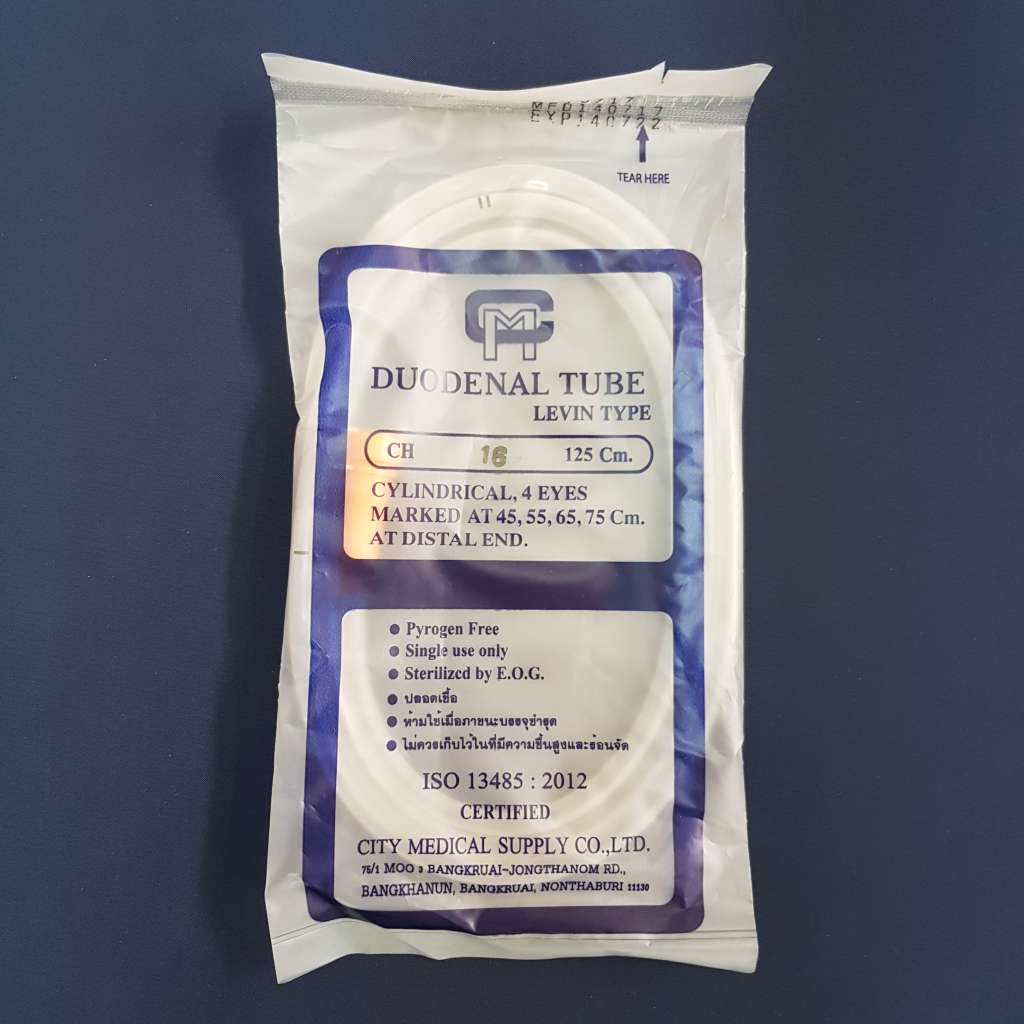 MFD140717
EXP140722
TEAR HERE
CM
DUODENAL TUBE
LEVIN TYPE
CH 16 125 Cm.
CYLINDRICAL, 4 EYES
MARKED AT 45, 55, 65, 75 Cm.
AT DISTAL END.
● Pyrogen Free
● Single use only
● Sterilized by E.O.G.
● ปลอดเชื้อ
● ห้ามใช้เมื่อภาชนะบรรจุชำรุด
● ไม่ควรเก็บไว้ในที่มีความชื้นสูงและร้อนจัด
ISO 13485 : 2012
CERTIFIED
CITY MEDICAL SUPPLY CO.,LTD.
75/1 MOO 3 BANGKRUAI-JONGTHANOM RD.,
BANGKHANUN, BANGKRUAI, NONTHABURI 11130